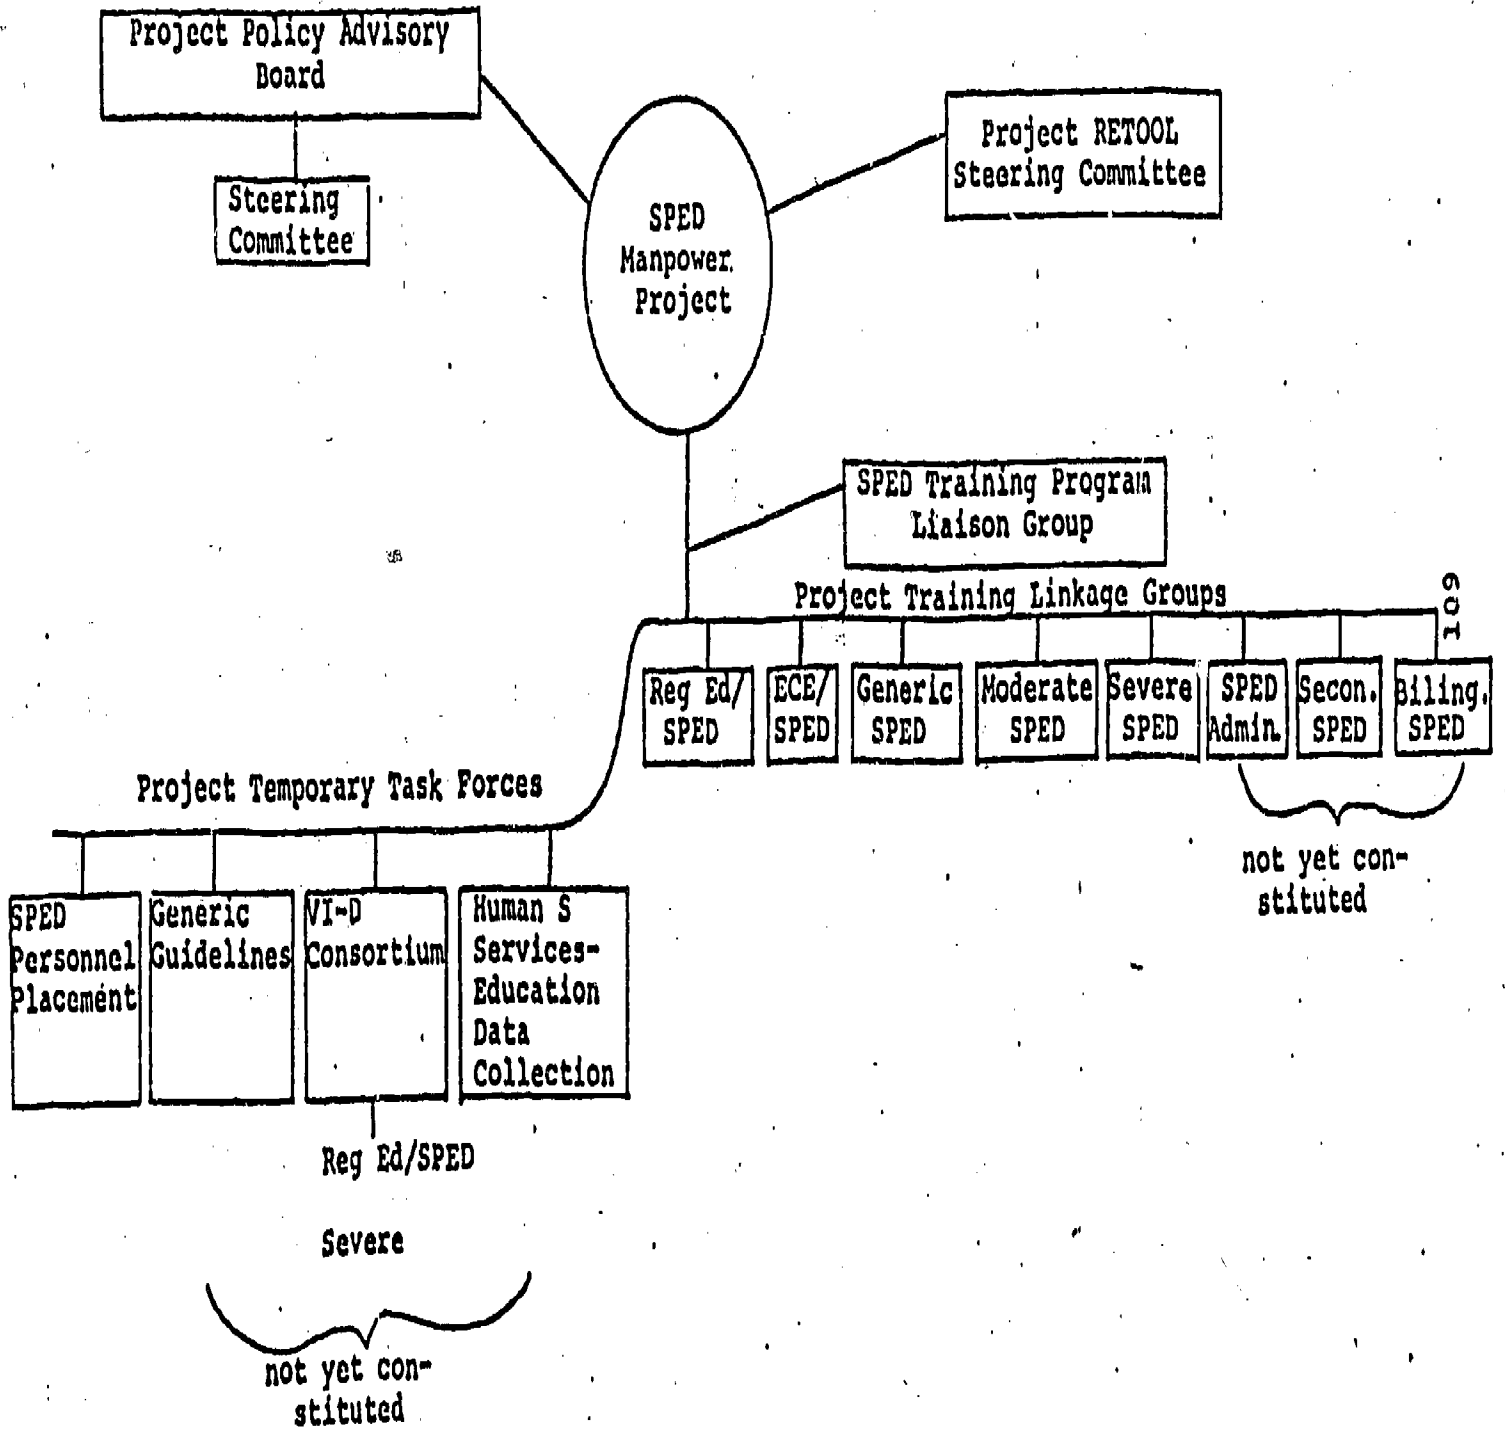 Project Policy Advisory
Board
Steering
Committee
SPED
Manpower
Project
Project RETOOL
Steering Committee
SPED Training Program
Liaison Group
Project Training Linkage Groups
109
Reg Ed/
SPED
ECE/
SPED
Generic
SPED
Moderate
SPED
Severe
SPED
SPED
Admin.
Secon.
SPED
Biling.
SPED
not yet con-
stituted
Project Temporary Task Forces
SPED
Personnel
Placement
Generic
Guidelines
VI-D
Consortium
Human S
Services-
Education
Data
Collection
Reg Ed/SPED
Severe
not yet con-
stituted